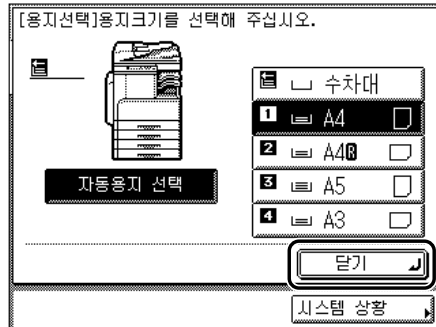 [용지선택]용지크기를 선택해 주십시오.
수차대
1 A4
2 A4R
3 A5
4 A3
자동용지 선택
닫기
시스템 상황